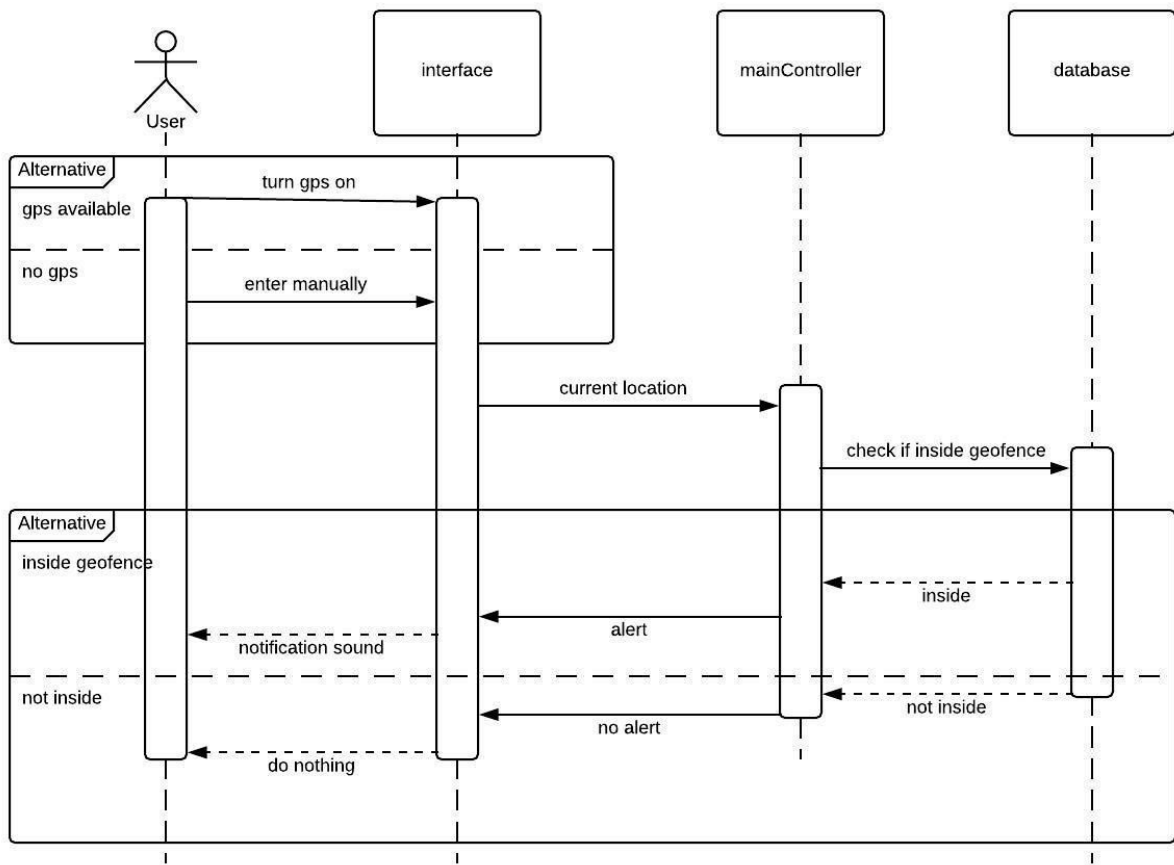 interface
mainController
database
User
Alternative
turn gps on
gps available
no gps
enter manually
current location
check if inside geofence
Alternative
inside geofence
inside
alert
notification sound
not inside
not inside
no alert
do nothing